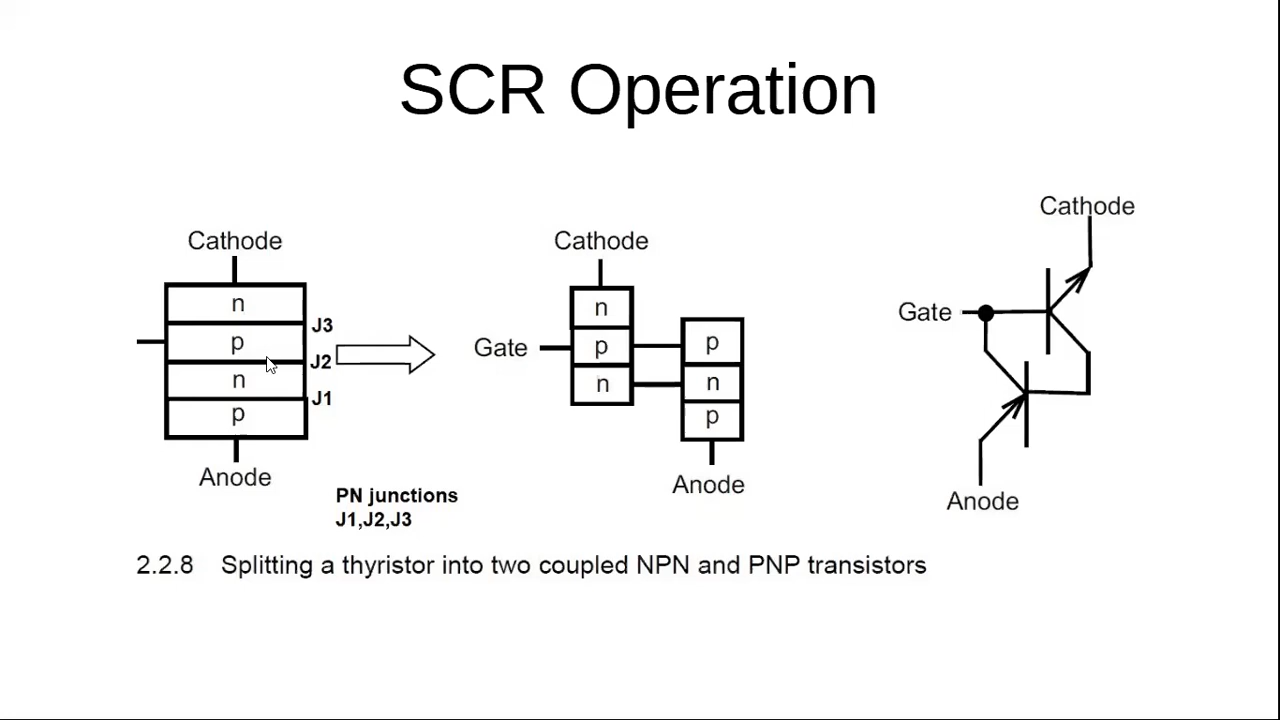 SCR Operation
Cathode
n
p
n
p
J3
J2
J1
Anode
PN junctions
J1,J2,J3
Cathode
Gate
n
p
n
p
n
p
Anode
Cathode
Gate
Anode
2.2.8 Splitting a thyristor into two coupled NPN and PNP transistors